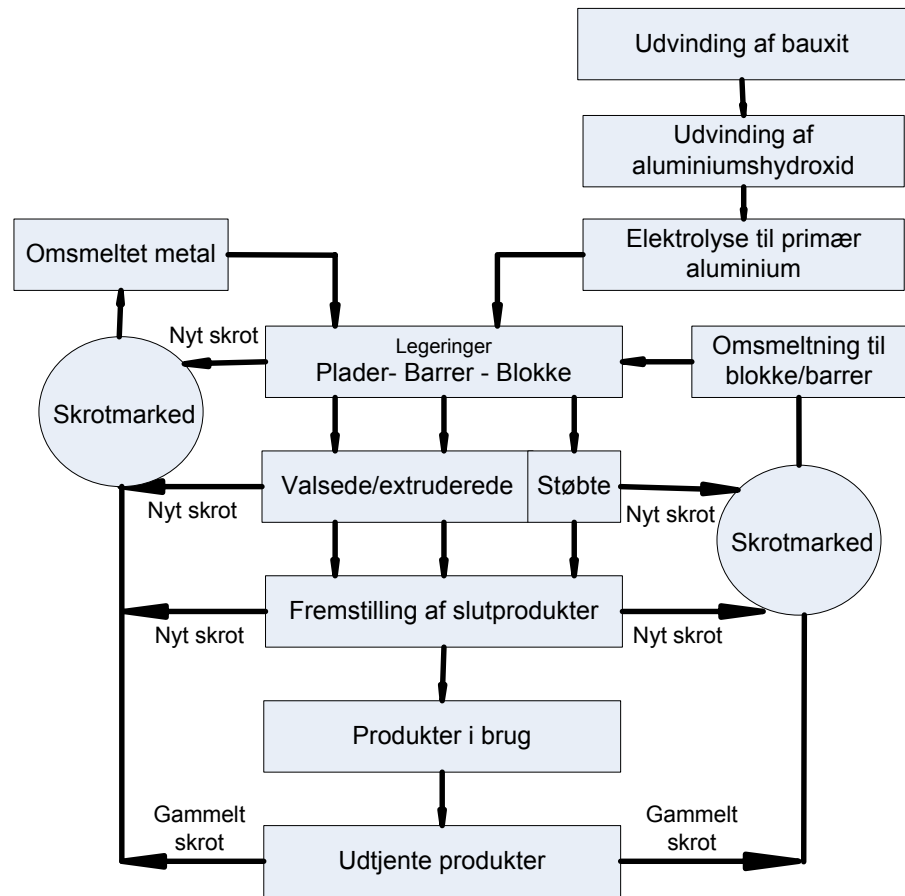 Udvinding af bauxit
Udvinding af
aluminiumshydroxid
Omsmeltet metal
Elektrolyse til primær
aluminium
Nyt skrot
Legeringer
Plader- Barrer - Blokke
Omsmeltning til
blokke/barrer
Skrotmarked
Valsede/extruderede
Støbte
Nyt skrot
Nyt skrot
Skrotmarked
Fremstilling af slutprodukter
Nyt skrot
Nyt skrot
Produkter i brug
Gammelt
skrot
Udtjente produkter
Gammelt
skrot